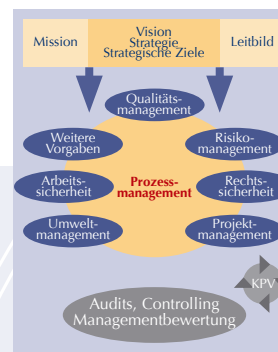 Mission
Vision
Strategie
Strategische Ziele
Leitbild
Qualitäts-
management
Weitere
Vorgaben
Risiko-
management
Arbeits-
sicherheit
Prozess-
management
Rechts-
sicherheit
Umwelt-
management
Projekt-
management
KPV
Audits, Controlling
Managementbewertung